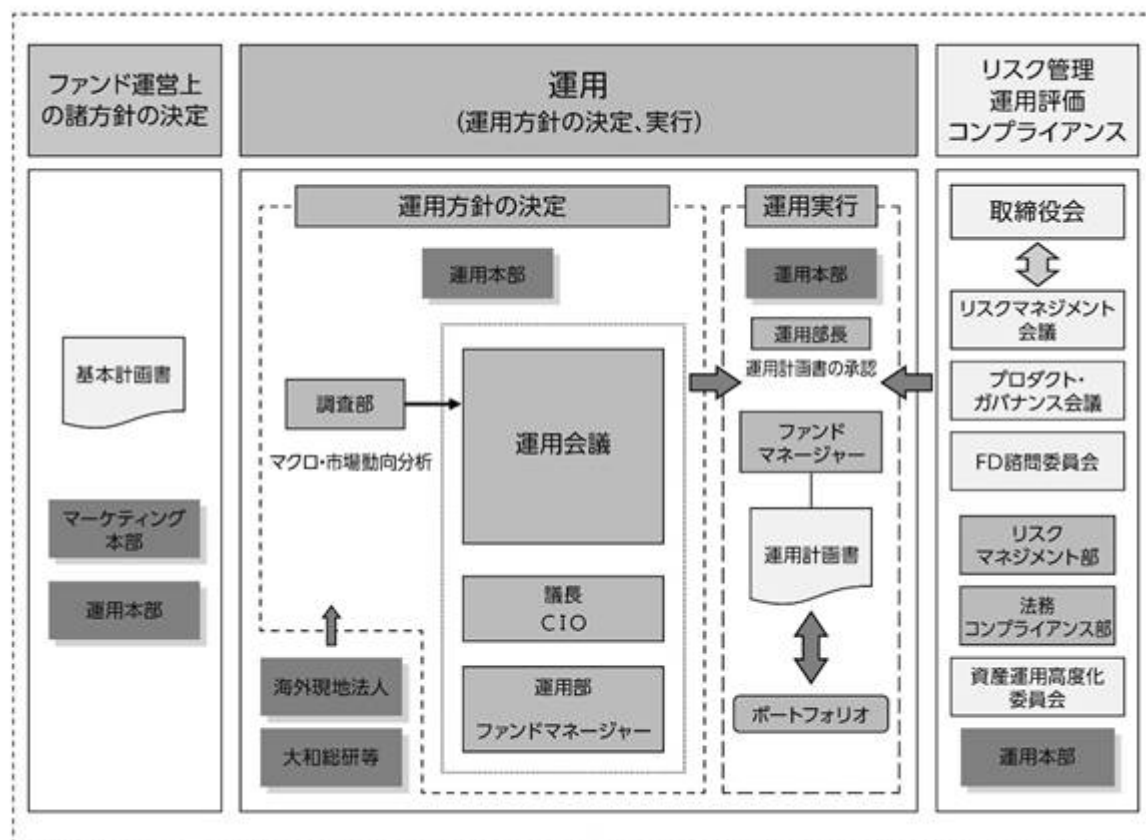 ファンド運営上
の諸方針の決定
運用
(運用方針の決定、実行)
リスク管理
運用評価
コンプライアンス
基本計画書
マーケティング
本部
運用本部
運用方針の決定
運用本部
調査部
マクロ・市場動向分析
運用会議
議長
CIO
運用部
ファンドマネージャー
海外現地法人
大和総研等
運用実行
運用本部
運用部長
運用計画書の承認
ファンド
マネージャー
運用計画書
ポートフォリオ
取締役会
リスクマネジメント
会議
プロダクト・
ガバナンス会議
FD諮問委員会
リスク
マネジメント部
法務
コンプライアンス部
資産運用高度化
委員会
運用本部